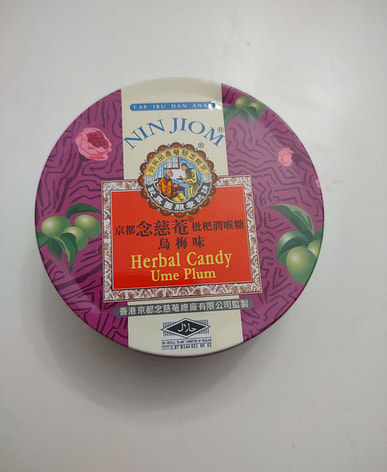 CAP IBU DAN ANAK
NIN JIOM®
京都念慈菴®枇杷潤喉糖
烏梅味
Herbal Candy
Ume Plum
香港京都念慈菴總廠有限公司監製
حلال